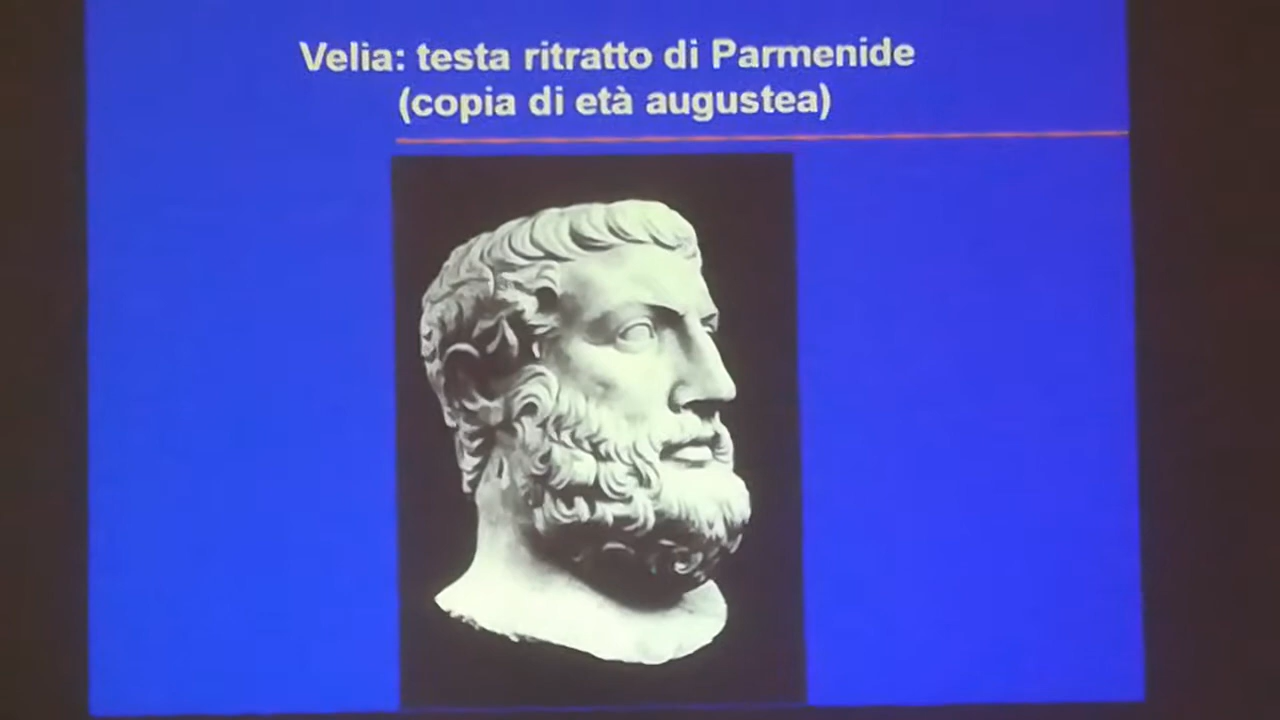 Velia: testa ritratto di Parmenide
(copia di età augustea)